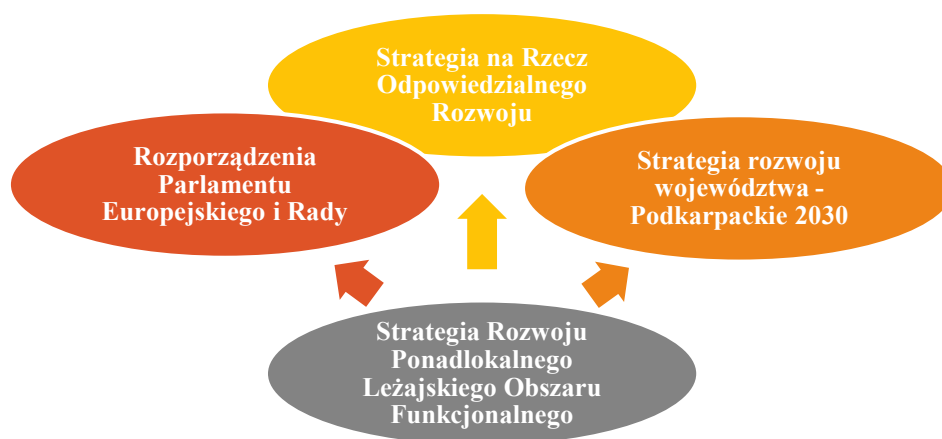 Strategia na Rzecz
Odpowiedzialnego
Rozwoju
Rozporządzenia
Parlamentu
Europejskiego i Rady
Strategia rozwoju
województwa -
Podkarpackie 2030
Strategia Rozwoju
Ponadlokalnego
Leżajskiego Obszaru
Funkcjonalnego